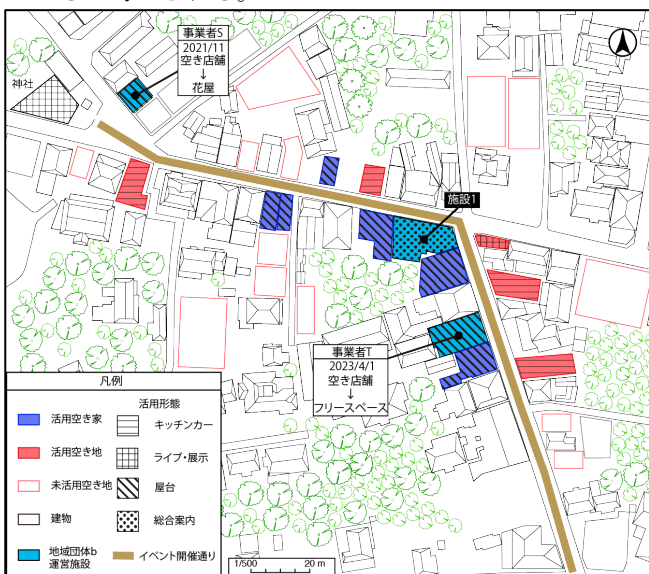 事業者S
2021/11
空き店舗
↓
花屋
神社
施設1
事業者T
2023/4/1
空き店舗
↓
フリースペース
凡例
活用形態
活用空き家
キッチンカー
活用空き地
ライブ・展示
未活用空き地
屋台
建物
総合案内
地域団体b
運営施設
イベント開催通り
1/500
20 m